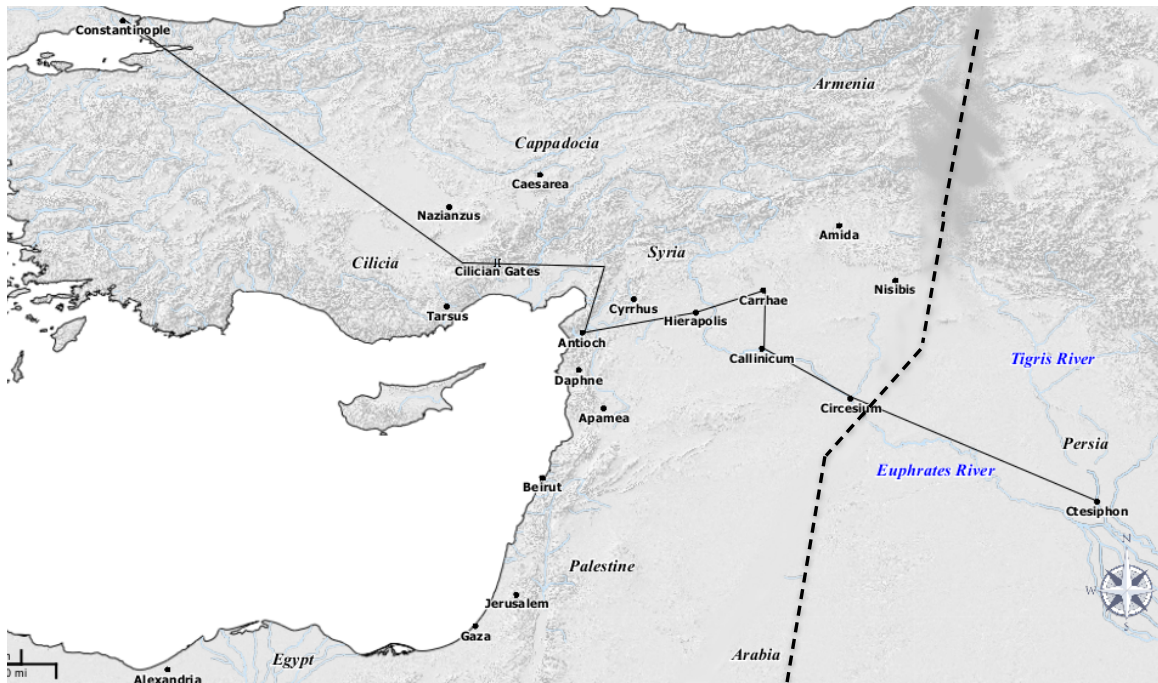 Constantinople
Armenia
Cappadocia
Caesarea
Nazianzus
Amida
Syria
Cilicia
Cilician Gates
Nisibis
Carrhae
Cyrrhus
Tarsus
Hierapolis
Antioch
Callinicum
Tigris River
Daphne
Circesium
Apamea
Persia
Euphrates River
Beirut
Ctesiphon
N
Palestine
W
E
Jerusalem
S
Gaza
Arabia
Egypt
mi
Alexandria